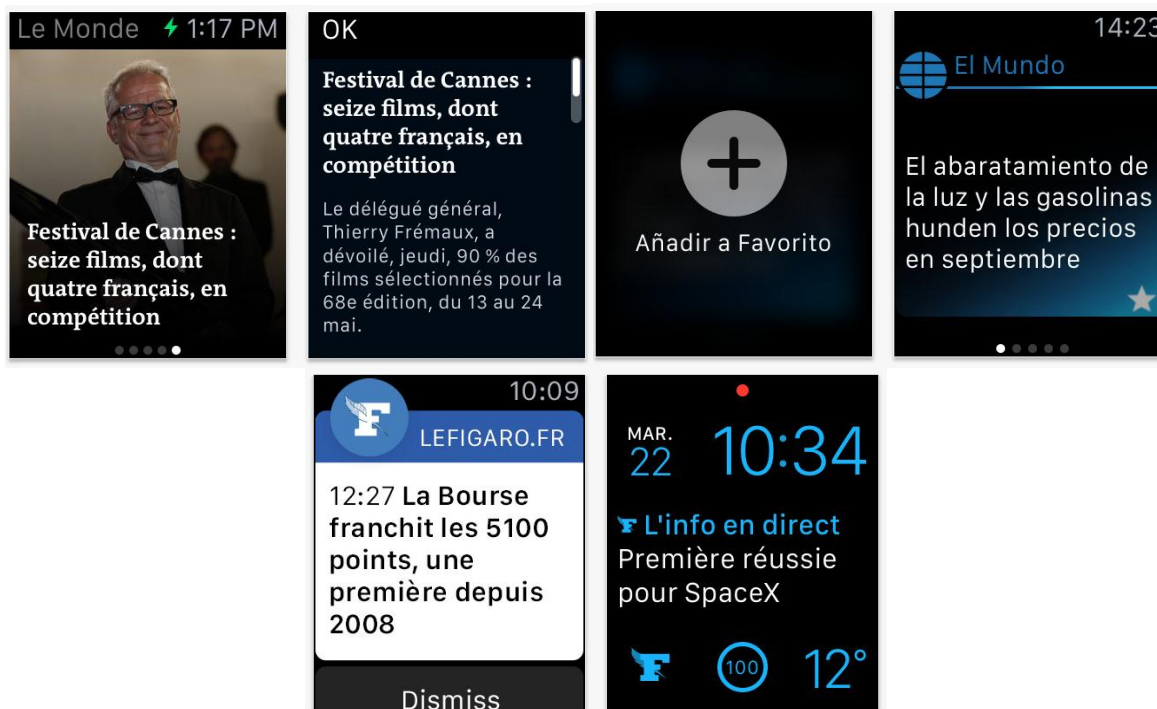 Le Monde 1:17 PM
Festival de Cannes :
seize films, dont
quatre français, en
compétition
OK
Festival de Cannes :
seize films, dont
quatre français, en
compétition
Le délégué général,
Thierry Frémaux, a
dévoilé, jeudi, 90 % des
films sélectionnés pour la
68e édition, du 13 au 24
mai.
Añadir a Favorito
14:23
El Mundo
El abaratamiento de
la luz y las gasolinas
hunden los precios
en septiembre
10:09
F
LEFIGARO.FR
12:27 La Bourse
franchit les 5100
points, une
première depuis
2008
Dismiss
MAR.
22 10:34
F L'info en direct
Première réussie
pour SpaceX
F 100 12°